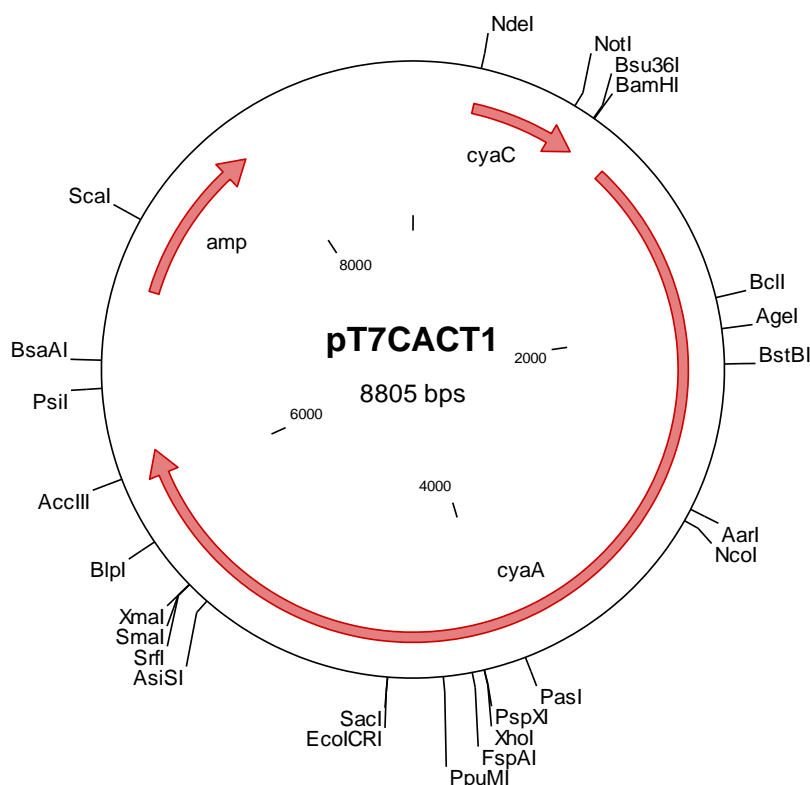 NdeI
NotI
Bsu36I
BamHI
cyaC
ScaI
amp
8000
BclI
AgeI
pT7CACT1
2000
BsaAI
BstBI
8805 bps
PsiI
6000
4000
AccIII
AarI
NcoI
BlpI
cyaA
XmaI
SmaI
SrfI
AsiSI
PasI
SacI
PspXI
EcoICRI
XhoI
FspAI
PpuMI